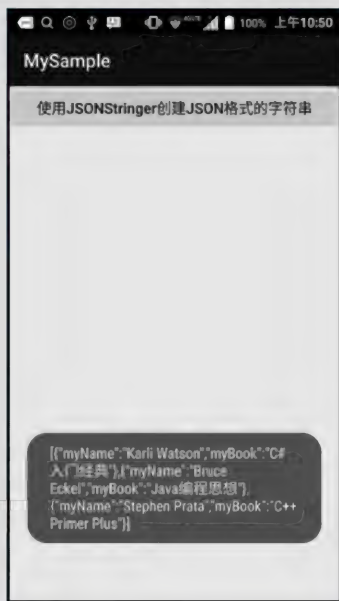 100% 上午10:50
MySample
使用JSONStringer创建JSON格式的字符串
[{"myName":"Karli Watson","myBook":"C#
入门经典"},{"myName":"Bruce
Eckel","myBook":"Java编程思想"},
{"myName":"Stephen Prata","myBook":"C++
Primer Plus"}]